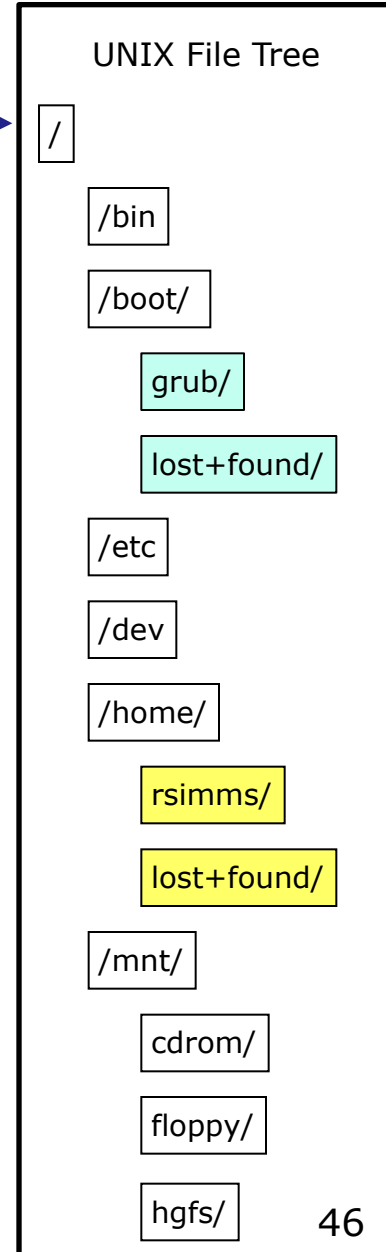 UNIX File Tree
/
/bin
/boot/
grub/
lost+found/
/etc
/dev
/home/
rsimms/
lost+found/
/mnt/
cdrom/
floppy/
hgfs/
46